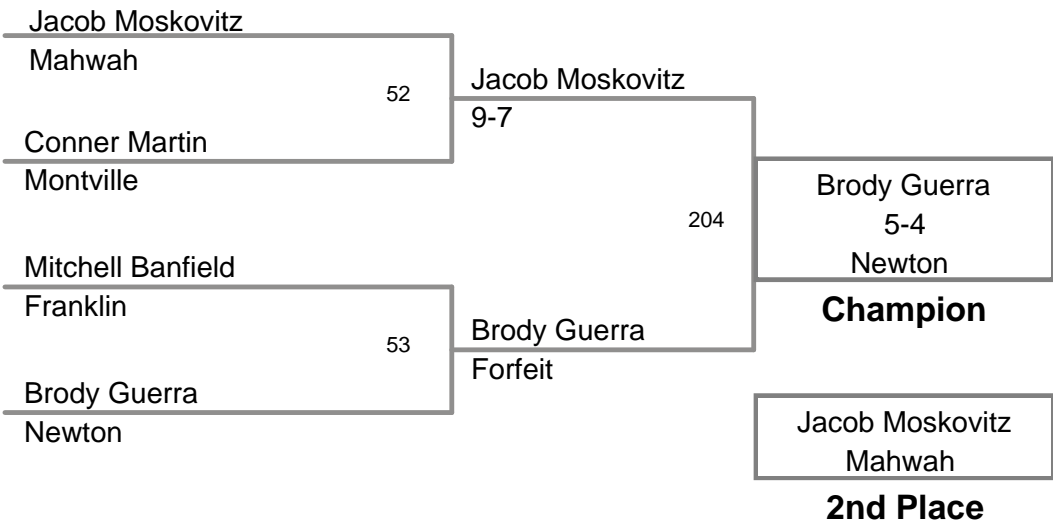 Jacob Moskovitz
Mahwah
52
Conner Martin
Montville
Jacob Moskovitz
9-7
Mitchell Banfield
Franklin
53
Brody Guerra
Newton
Brody Guerra
Forfeit
204
Brody Guerra
5-4
Newton
Champion
Jacob Moskovitz
Mahwah
2nd Place